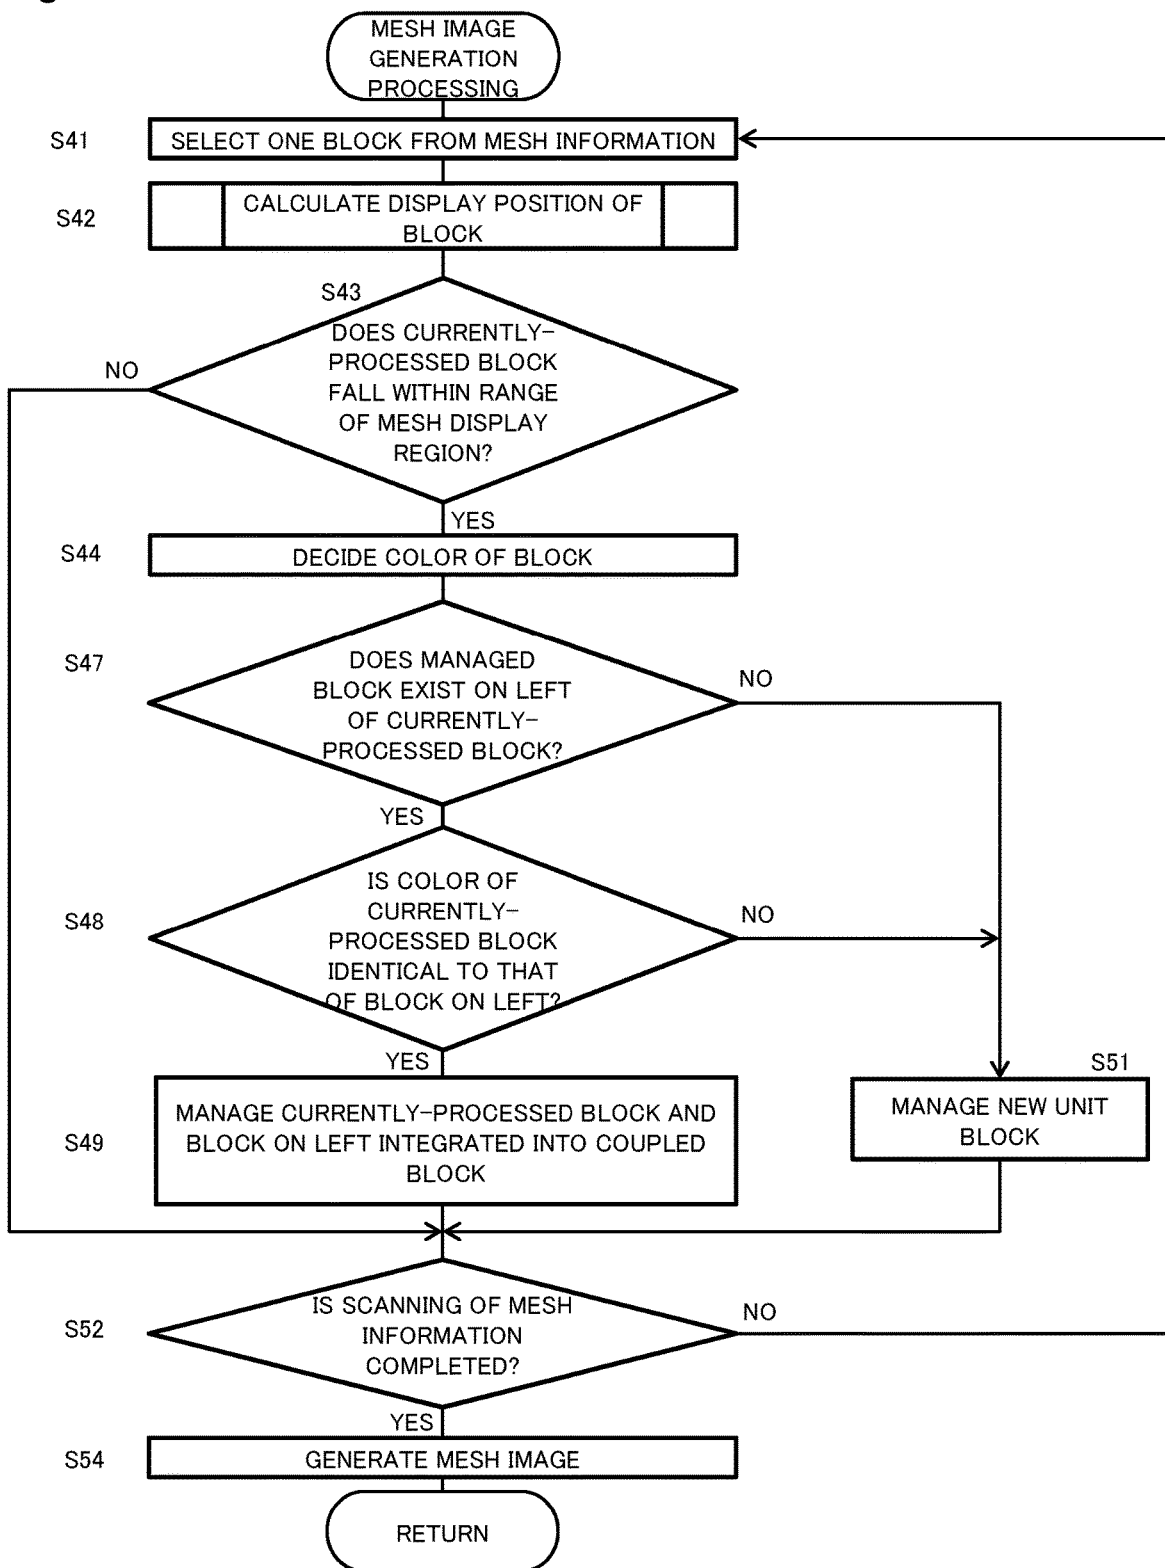 MESH IMAGE
GENERATION
PROCESSING
S41
SELECT ONE BLOCK FROM MESH INFORMATION
S42
CALCULATE DISPLAY POSITION OF
BLOCK
S43
DOES CURRENTLY-
PROCESSED BLOCK
FALL WITHIN RANGE
OF MESH DISPLAY
REGION?
NO
YES
S44
DECIDE COLOR OF BLOCK
S47
DOES MANAGED
BLOCK EXIST ON LEFT
OF CURRENTLY-
PROCESSED BLOCK?
NO
YES
S48
IS COLOR OF
CURRENTLY-
PROCESSED BLOCK
IDENTICAL TO THAT
OF BLOCK ON LEFT?
NO
YES
S49
MANAGE CURRENTLY-PROCESSED BLOCK AND
BLOCK ON LEFT INTEGRATED INTO COUPLED
BLOCK
S51
MANAGE NEW UNIT
BLOCK
S52
IS SCANNING OF MESH
INFORMATION
COMPLETED?
NO
YES
S54
GENERATE MESH IMAGE
RETURN